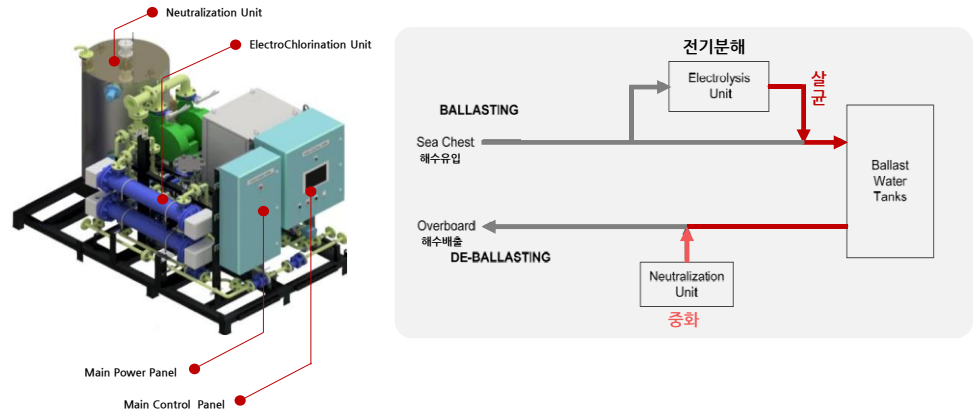 Neutralization Unit
ElectroChlorination Unit
Main Power Panel
Main Control Panel
전기분해
Electrolysis
Unit
살
균
BALLASTING
Sea Chest
해수유입
Ballast
Water
Tanks
Overboard
해수배출
DE-BALLASTING
Neutralization
Unit
중화